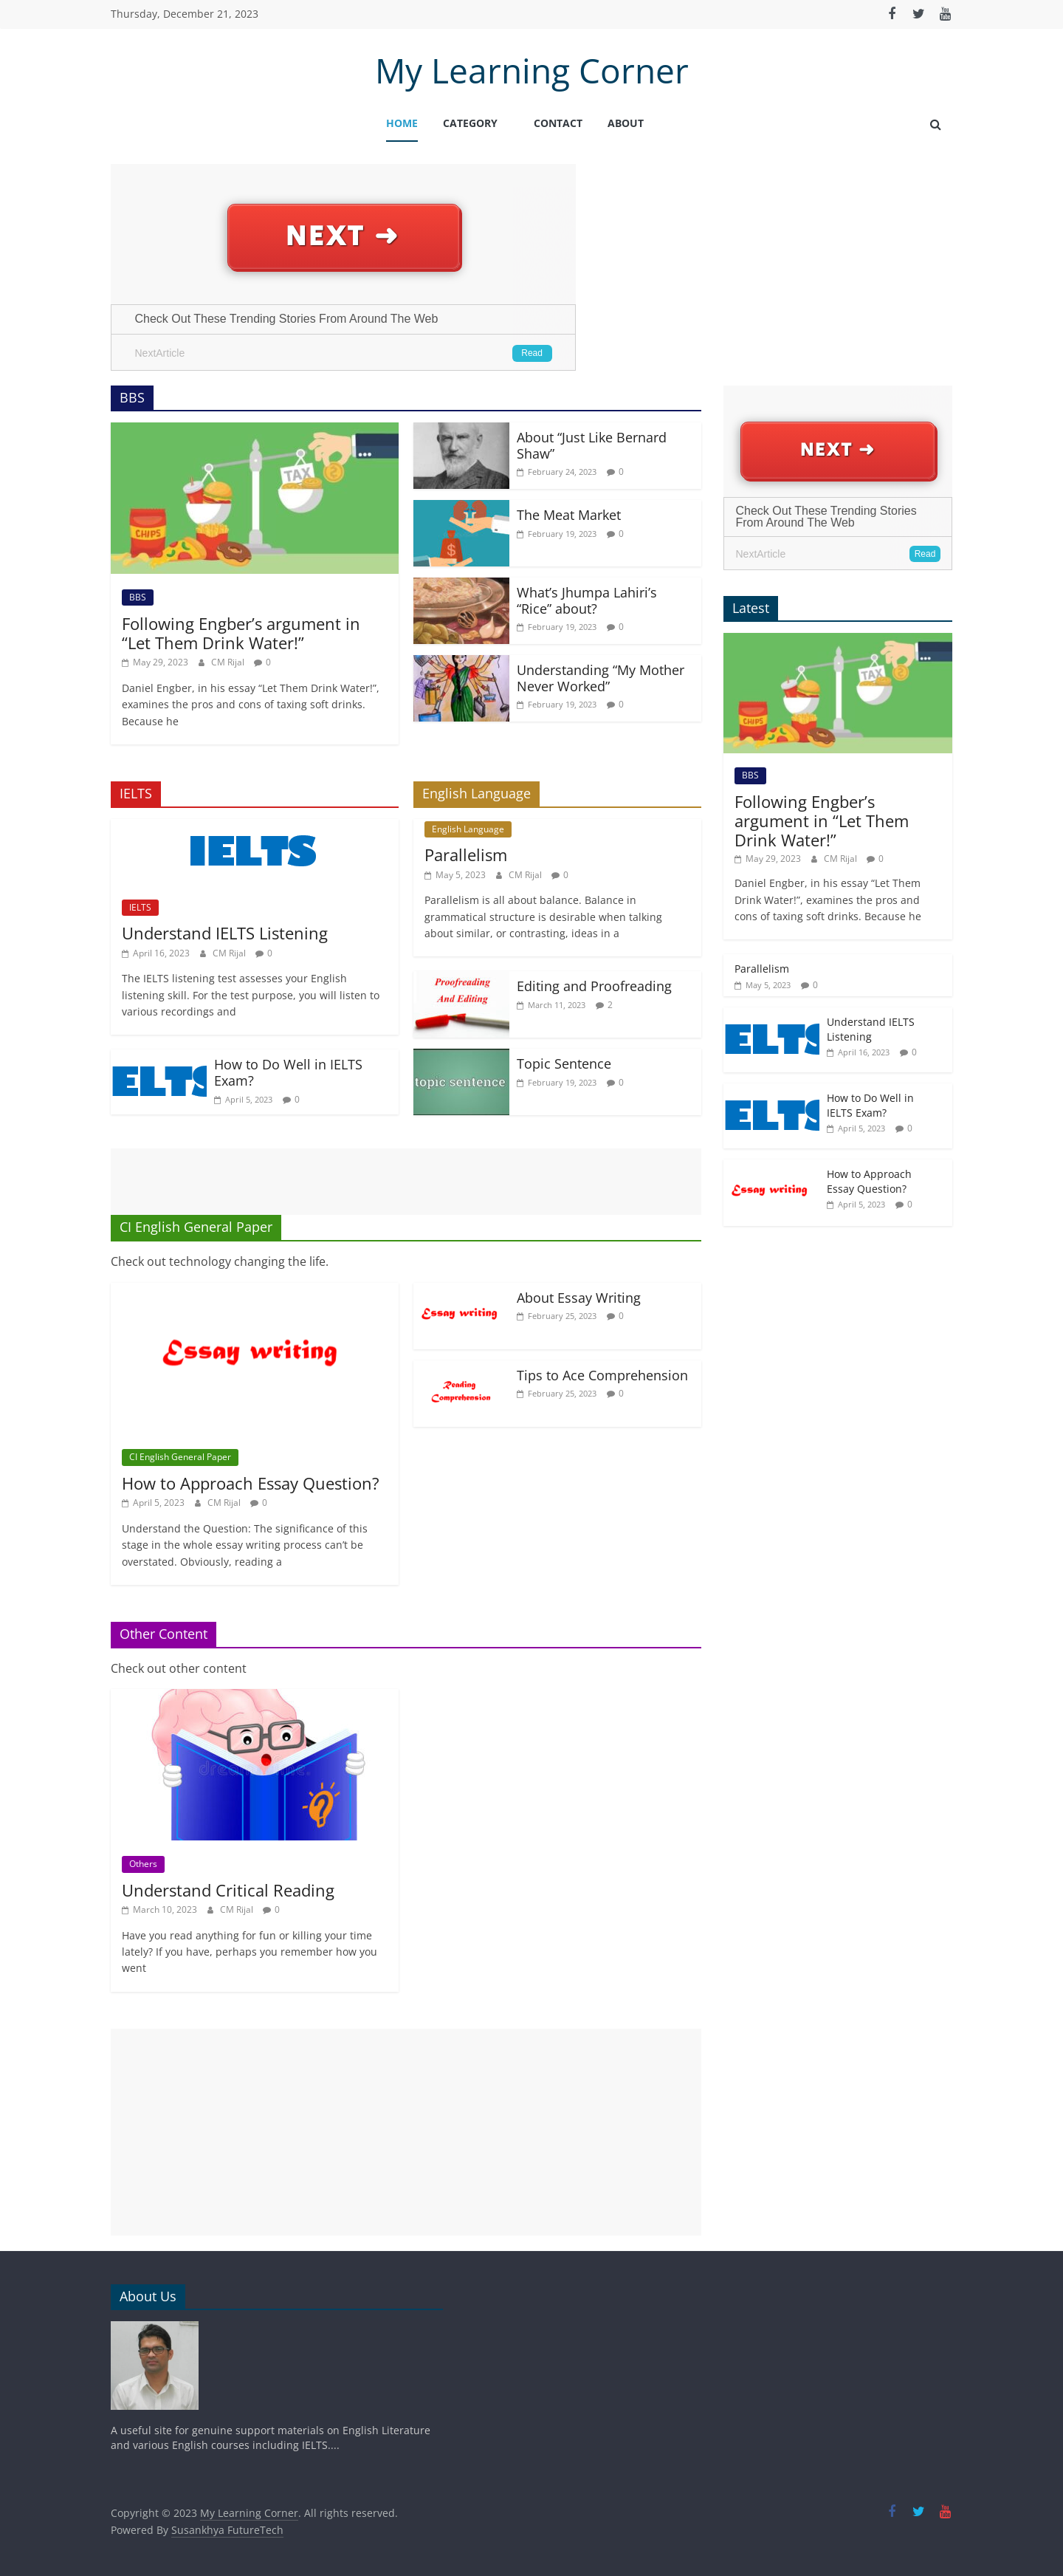 Thursday, December 21, 2023
My Learning Corner
HOME CATEGORY CONTACT ABOUT
NEXT ➜
Check Out These Trending Stories From Around The Web
NextArticle
Read
BBS
CHIPS
TAX
BBS
Following Engber’s argument in
“Let Them Drink Water!”
May 29, 2023 CM Rijal 0
Daniel Engber, in his essay “Let Them Drink Water!”,
examines the pros and cons of taxing soft drinks.
Because he
About “Just Like Bernard
Shaw”
February 24, 2023 0
The Meat Market
February 19, 2023 0
What’s Jhumpa Lahiri’s
“Rice” about?
February 19, 2023 0
Understanding “My Mother
Never Worked”
February 19, 2023 0
IELTS
IELTS
IELTS
Understand IELTS Listening
April 16, 2023 CM Rijal 0
The IELTS listening test assesses your English
listening skill. For the test purpose, you will listen to
various recordings and
IELTS
How to Do Well in IELTS
Exam?
April 5, 2023 0
English Language
English Language
Parallelism
May 5, 2023 CM Rijal 0
Parallelism is all about balance. Balance in
grammatical structure is desirable when talking
about similar, or contrasting, ideas in a
Proofreading
And Editing
Editing and Proofreading
March 11, 2023 2
topic sentence
Topic Sentence
February 19, 2023 0
CI English General Paper
Check out technology changing the life.
Essay writing
CI English General Paper
How to Approach Essay Question?
April 5, 2023 CM Rijal 0
Understand the Question: The significance of this
stage in the whole essay writing process can’t be
overstated. Obviously, reading a
Essay writing
About Essay Writing
February 25, 2023 0
Reading
Comprehension
Tips to Ace Comprehension
February 25, 2023 0
Other Content
Check out other content
Others
Understand Critical Reading
March 10, 2023 CM Rijal 0
Have you read anything for fun or killing your time
lately? If you have, perhaps you remember how you
went
NEXT ➜
Check Out These Trending Stories
From Around The Web
NextArticle
Read
Latest
CHIPS
TAX
BBS
Following Engber’s
argument in “Let Them
Drink Water!”
May 29, 2023 CM Rijal 0
Daniel Engber, in his essay “Let Them
Drink Water!”, examines the pros and
cons of taxing soft drinks. Because he
Parallelism
May 5, 2023 0
IELTS
Understand IELTS
Listening
April 16, 2023 0
IELTS
How to Do Well in
IELTS Exam?
April 5, 2023 0
Essay writing
How to Approach
Essay Question?
April 5, 2023 0
About Us
A useful site for genuine support materials on English Literature
and various English courses including IELTS....
Copyright © 2023 My Learning Corner. All rights reserved.
Powered By Susankhya FutureTech